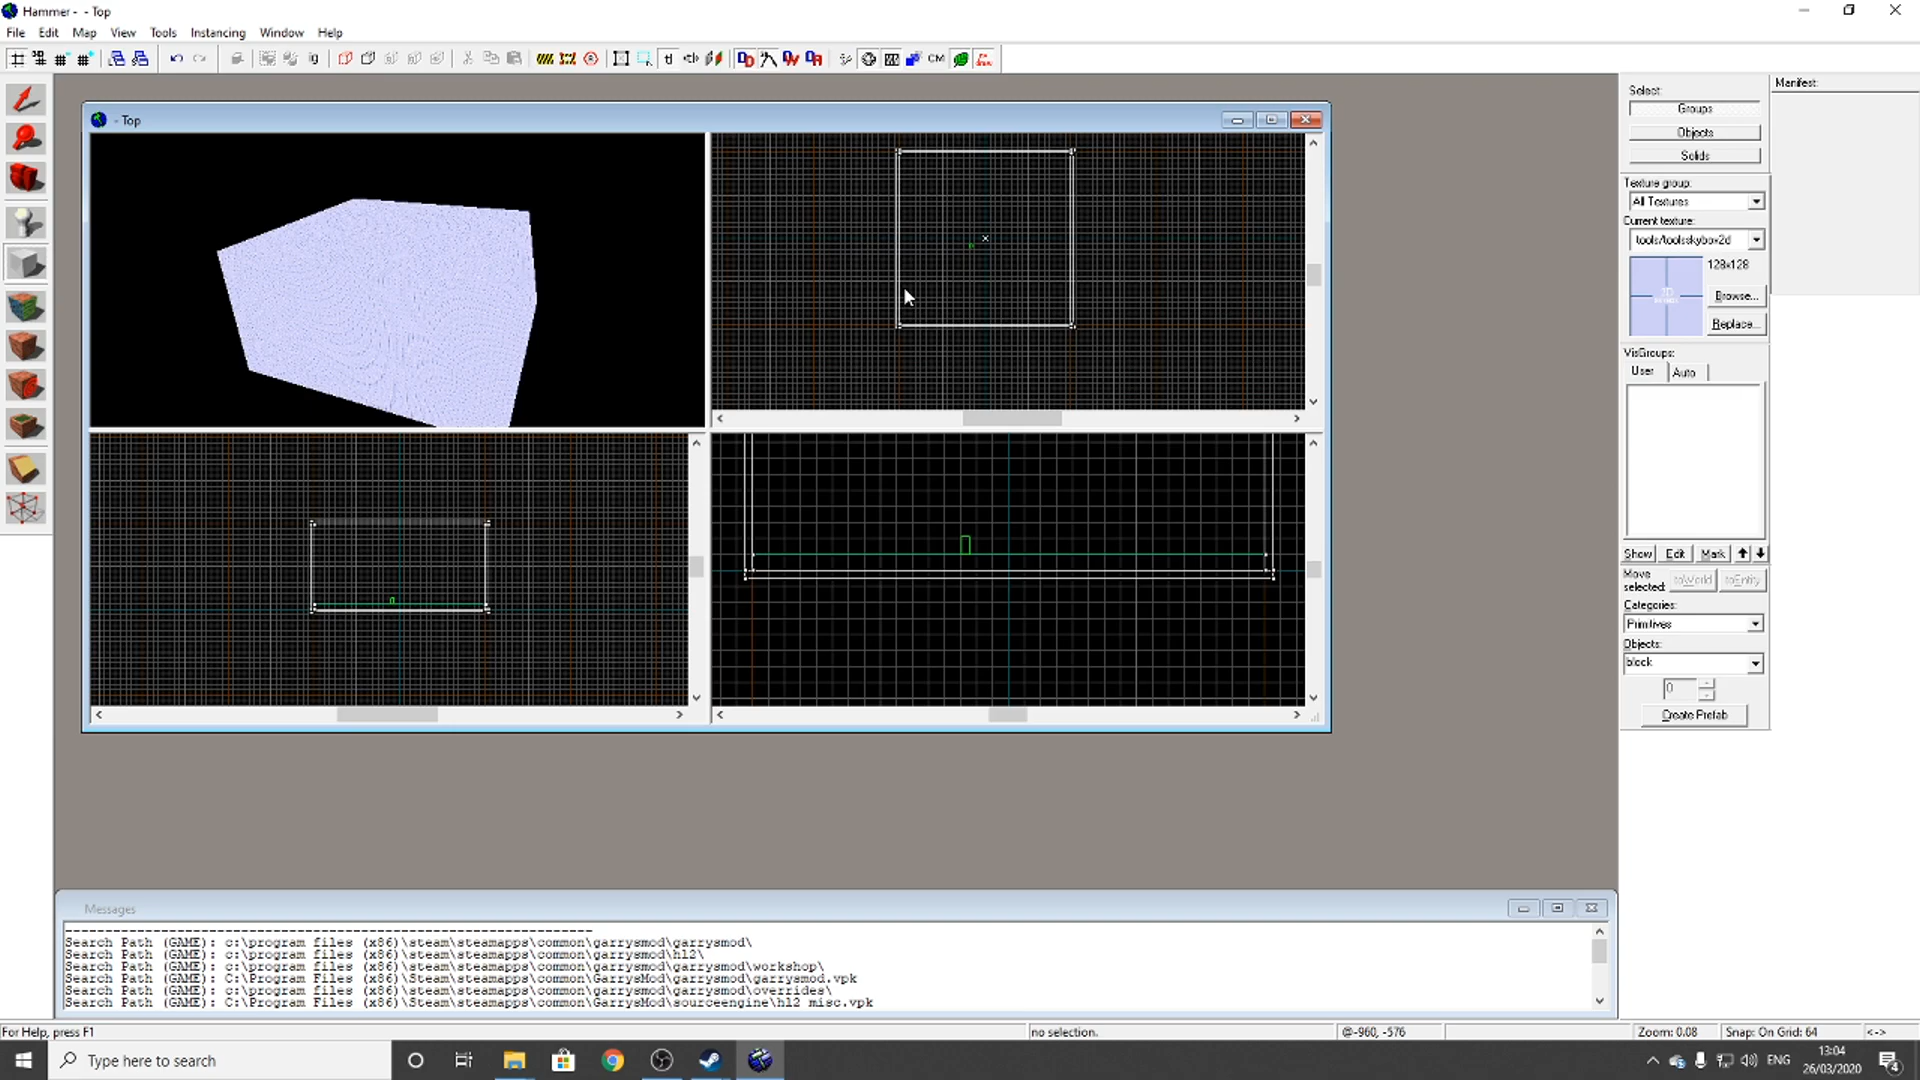 Hammer - - Top
File Edit Map View Tools Instancing Window Help
CM
- Top
Select:
Groups
Objects
Solids
Manifest:
Texture group:
All Textures
Current texture:
tools/toolsskybox2d
128x128
2D
Browse...
Replace...
VisGroups:
User Auto
Show Edit Mark
Move selected: toWorld toEntity
Categories:
Primitives
Objects:
block
0
Create Prefab
Messages
Search Path (GAME): c:\program files (x86)\steam\steamapps\common\garrysmod\garrysmod\
Search Path (GAME): c:\program files (x86)\steam\steamapps\common\garrysmod\hl2\
Search Path (GAME): c:\program files (x86)\steam\steamapps\common\garrysmod\garrysmod\workshop\
Search Path (GAME): C:\Program Files (x86)\Steam\Steamapps\common\GarrysMod\garrysmod\garrysmod.vpk
Search Path (GAME): c:\program files (x86)\steam\steamapps\common\garrysmod\garrysmod\overrides\
Search Path (GAME): C:\Program Files (x86)\Steam\Steamapps\common\GarrysMod\sourceengine\hl2_misc.vpk
For Help, press F1
no selection.
@-960, -576
Zoom: 0.08
Snap: On Grid: 64
<->
Type here to search
ENG
13:04
26/03/2020
4